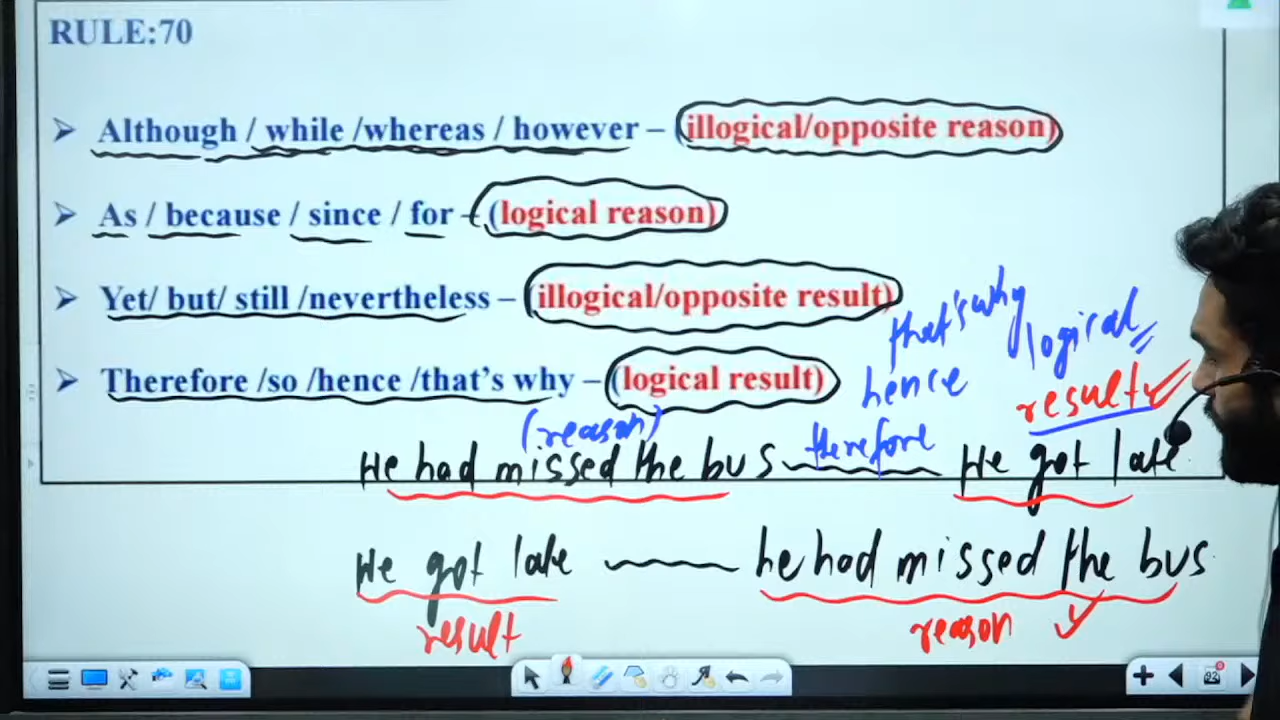 RULE:70
➤ Although / while /whereas / however – (illogical/opposite reason)
➤ As / because / since / for – (logical reason)
➤ Yet/ but/ still /nevertheless – (illogical/opposite result)
that's why logical
➤ Therefore /so /hence /that's why – (logical result)
hence result
(reason)
He had missed the bus therefore He got late
He got late he had missed the bus
result reason
92